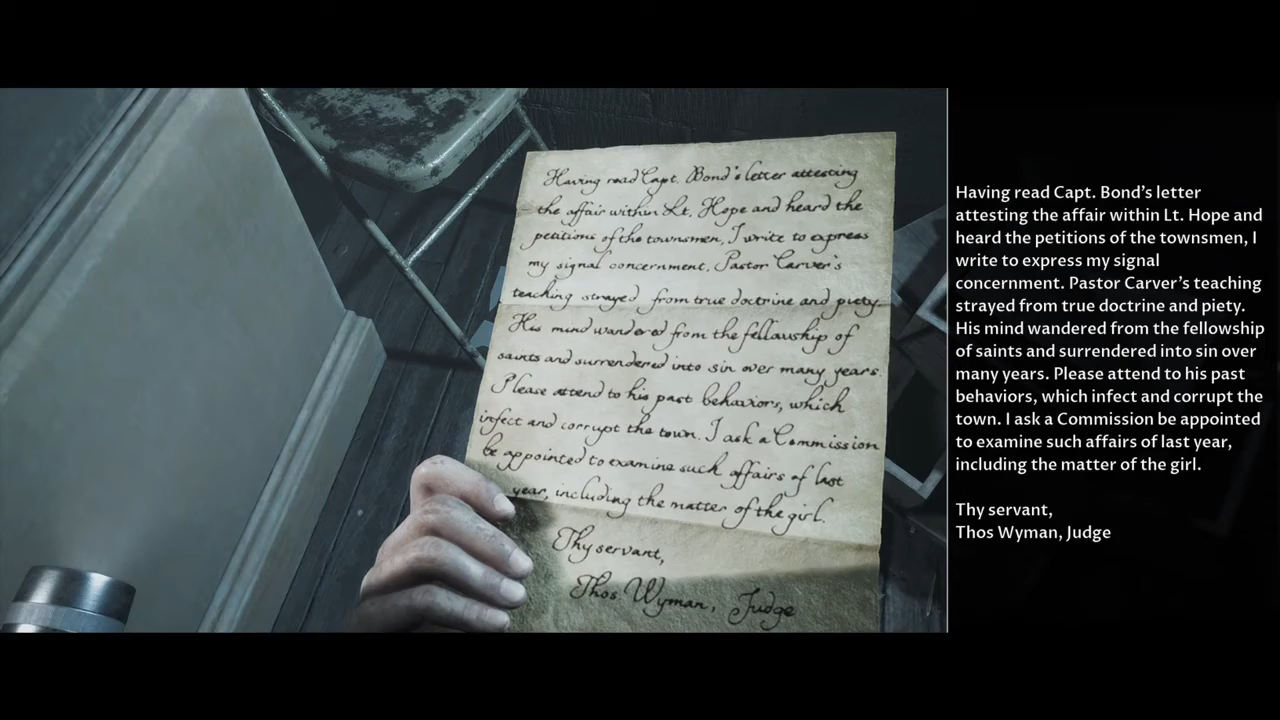 Having read Capt. Bond's letter attesting
the affair within Lt. Hope and heard the
petitions of the townsmen, I write to express
my signal concernment. Pastor Carver's
teaching strayed from true doctrine and piety.
His mind wandered from the fellowship of
saints and surrendered into sin over many years.
Please attend to his past behaviors, which
infect and corrupt the town. I ask a Commission
be appointed to examine such affairs of last
year, including the matter of the girl.
Thy servant,
Thos Wyman, Judge
Having read Capt. Bond's letter
attesting the affair within Lt. Hope and
heard the petitions of the townsmen, I
write to express my signal
concernment. Pastor Carver's teaching
strayed from true doctrine and piety.
His mind wandered from the fellowship
of saints and surrendered into sin over
many years. Please attend to his past
behaviors, which infect and corrupt the
town. I ask a Commission be appointed
to examine such affairs of last year,
including the matter of the girl.
Thy servant,
Thos Wyman, Judge